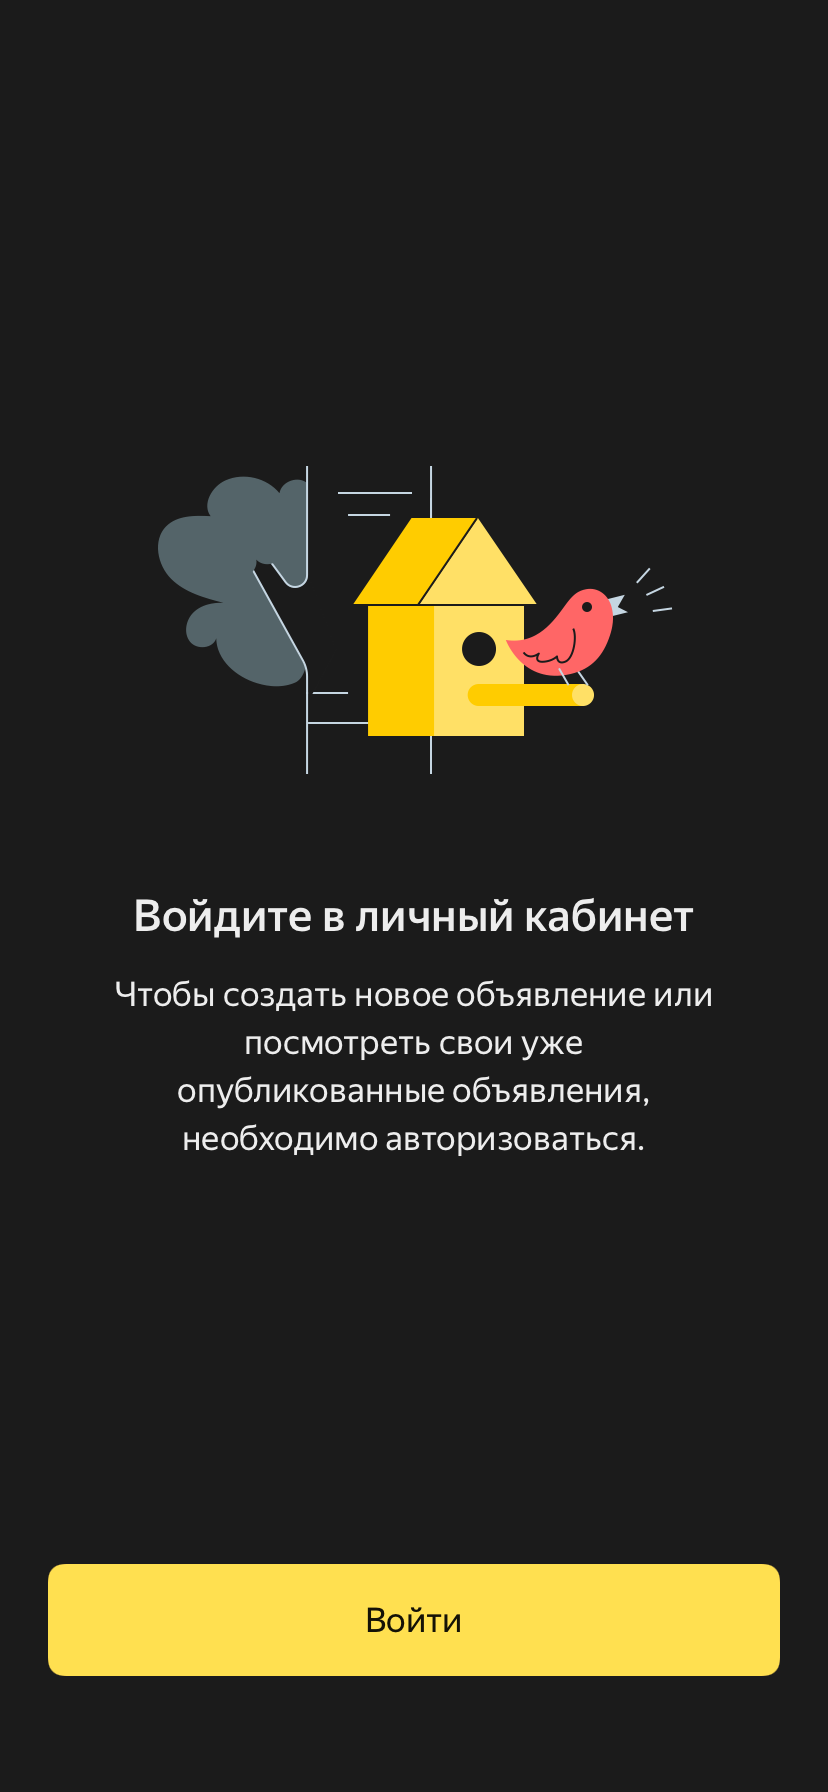 Войдите в личный кабинет
Чтобы создать новое объявление или
посмотреть свои уже
опубликованные объявления,
необходимо авторизоваться.
Войти